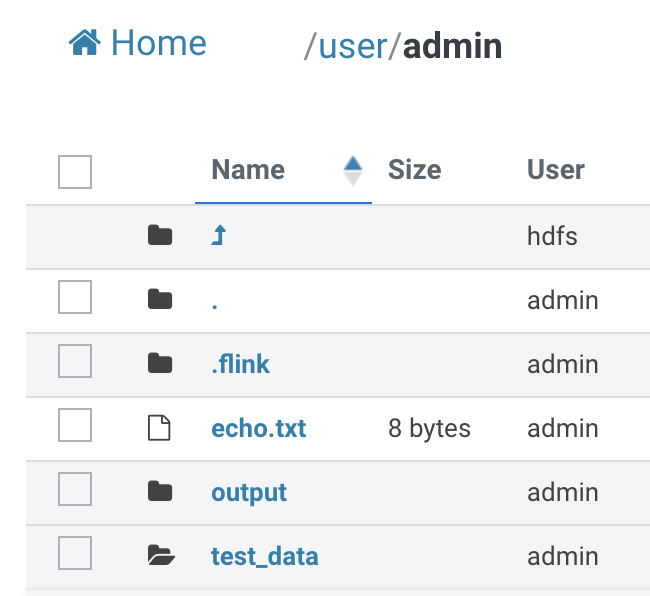 Home /user/admin
Name Size User
hdfs
. admin
.flink admin
echo.txt 8 bytes admin
output admin
test_data admin